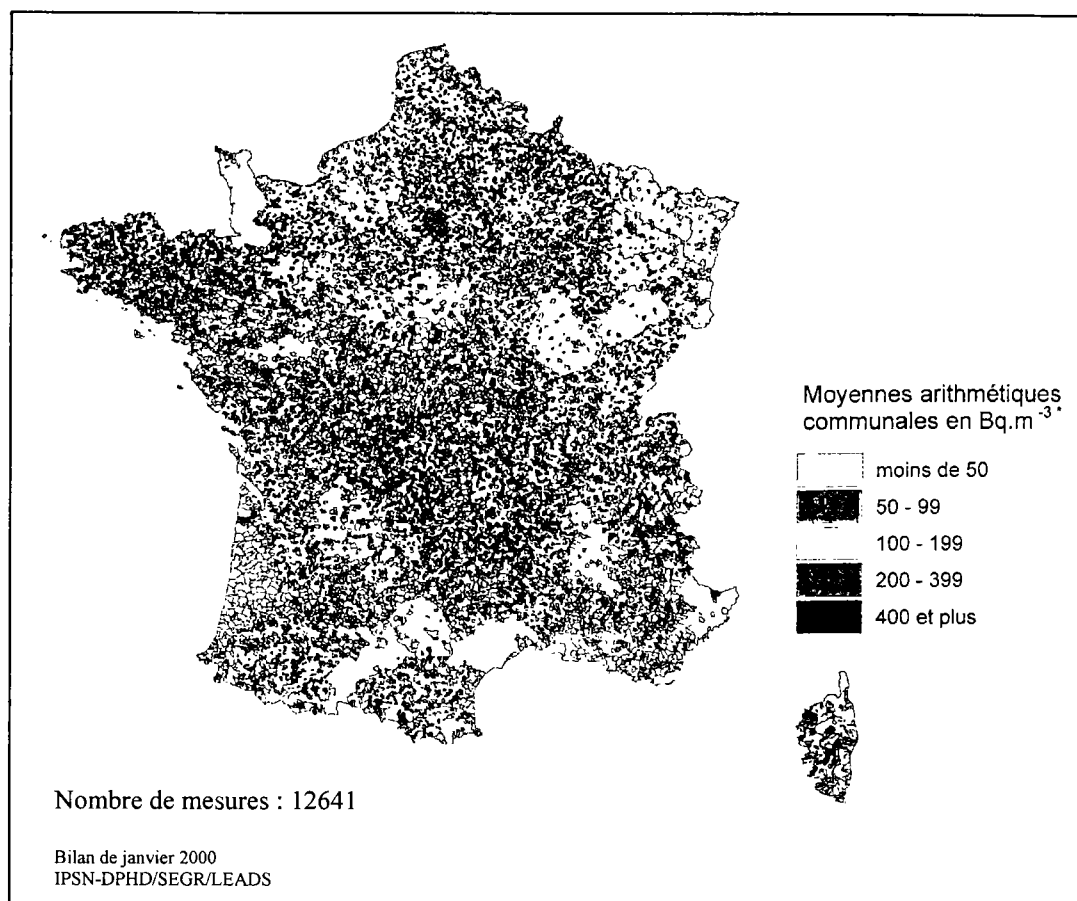 Moyennes arithmétiques
communales en Bq.m -3 *
moins de 50
50 - 99
100 - 199
200 - 399
400 et plus
Nombre de mesures : 12641
Bilan de janvier 2000
IPSN-DPHD/SEGR/LEADS